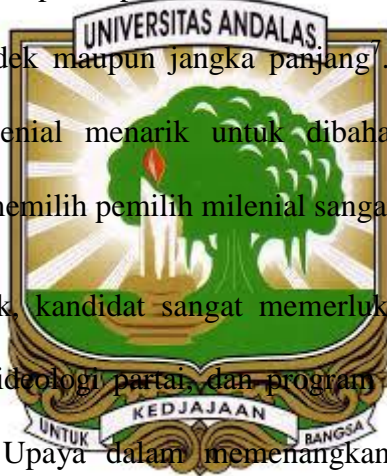 UNIVERSITAS ANDALAS
dek maupun jangka panjang7.
enial menarik untuk dibaha
memilih pemilih milenial sanga
k, kandidat sangat memerluk
ideologi partai, dan program
KEDJAJAAN
UNTUK BANGSA
Upaya dalam memenangkan